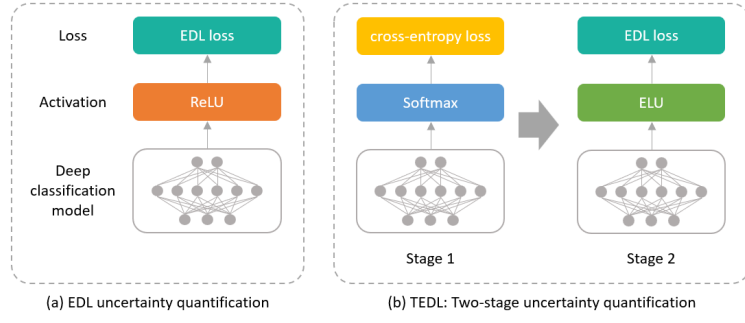 Loss
EDL loss
cross-entropy loss
EDL loss
Activation
ReLU
Softmax
ELU
Deep
classification
model
Stage 1
Stage 2
(a) EDL uncertainty quantification
(b) TEDL: Two-stage uncertainty quantification